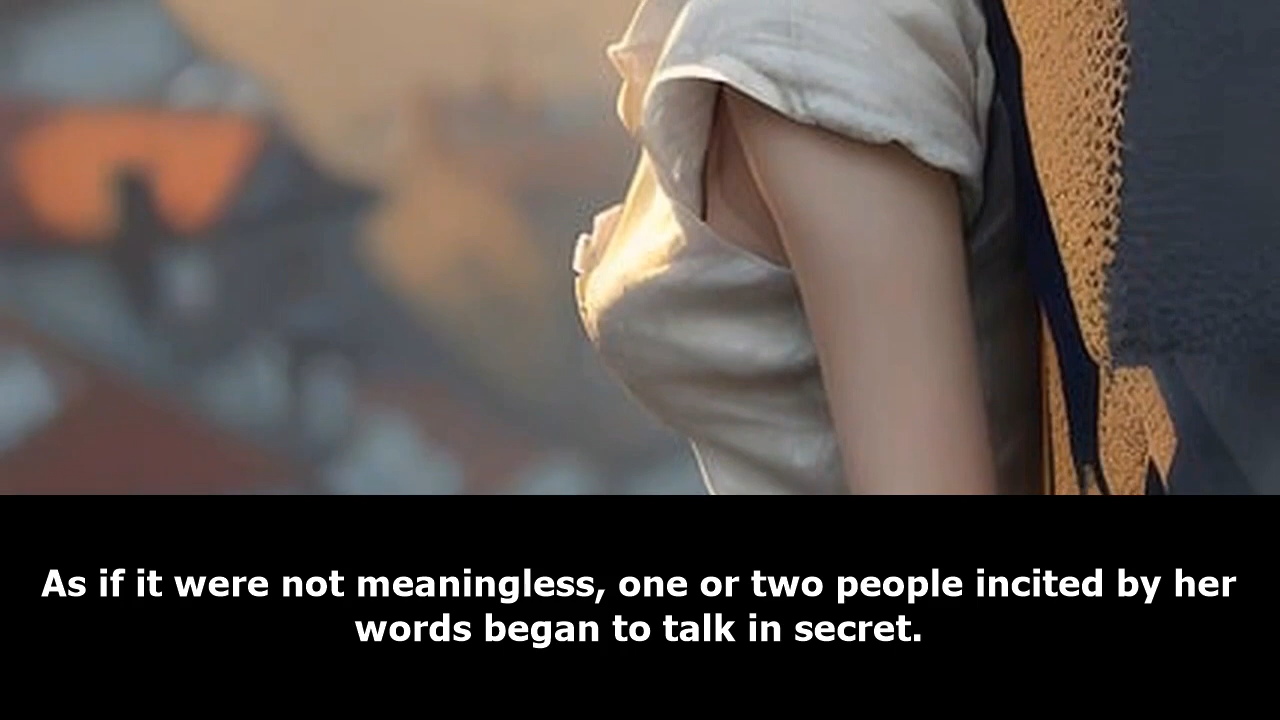 As if it were not meaningless, one or two people incited by her
words began to talk in secret.